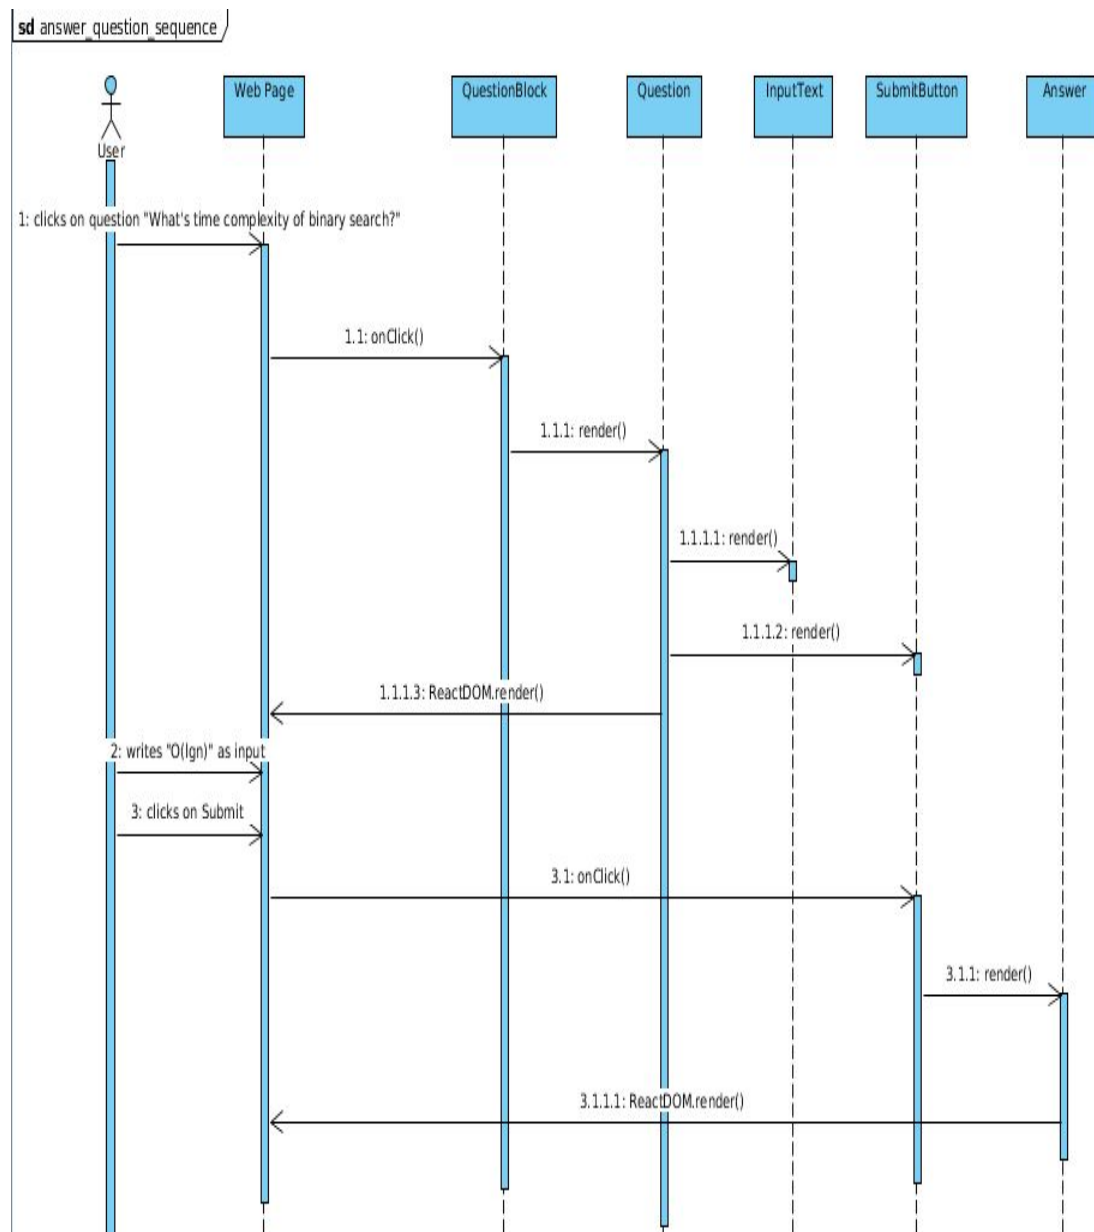 sd answer_question_sequence
Web Page
QuestionBlock
Question
InputText
SubmitButton
Answer
User
1: clicks on question "What's time complexity of binary search?"
1.1: onClick()
1.1.1: render()
1.1.1.1: render()
1.1.1.2: render()
1.1.1.3: ReactDOM.render()
2: writes "O(lgn)" as input
3: clicks on Submit
3.1: onClick()
3.1.1: render()
3.1.1.1: ReactDOM.render()